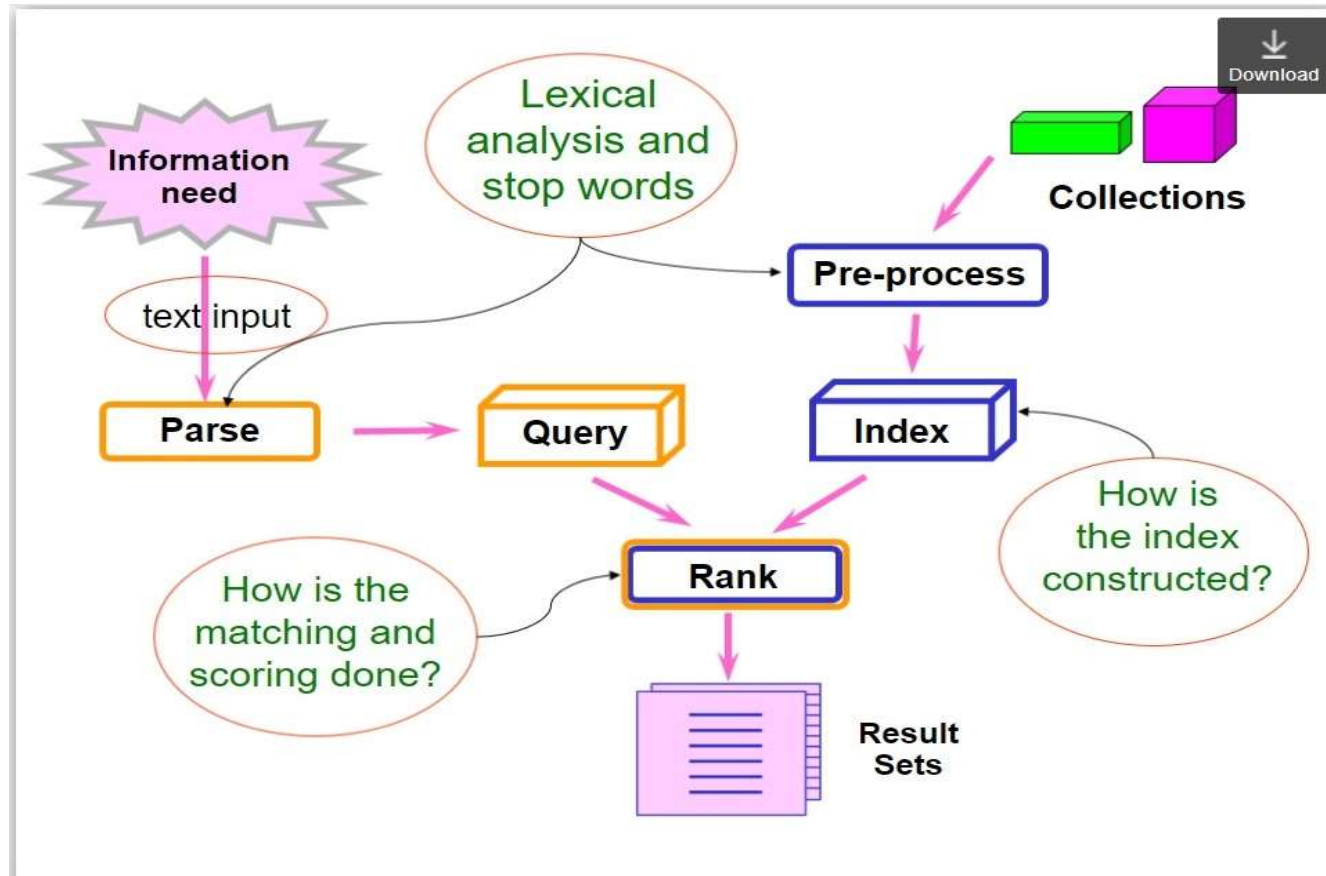 Download
Lexical
analysis and
stop words
Information
need
Collections
Pre-process
text input
Parse
Query
Index
How is
the index
constructed?
Rank
How is the
matching and
scoring done?
Result
Sets